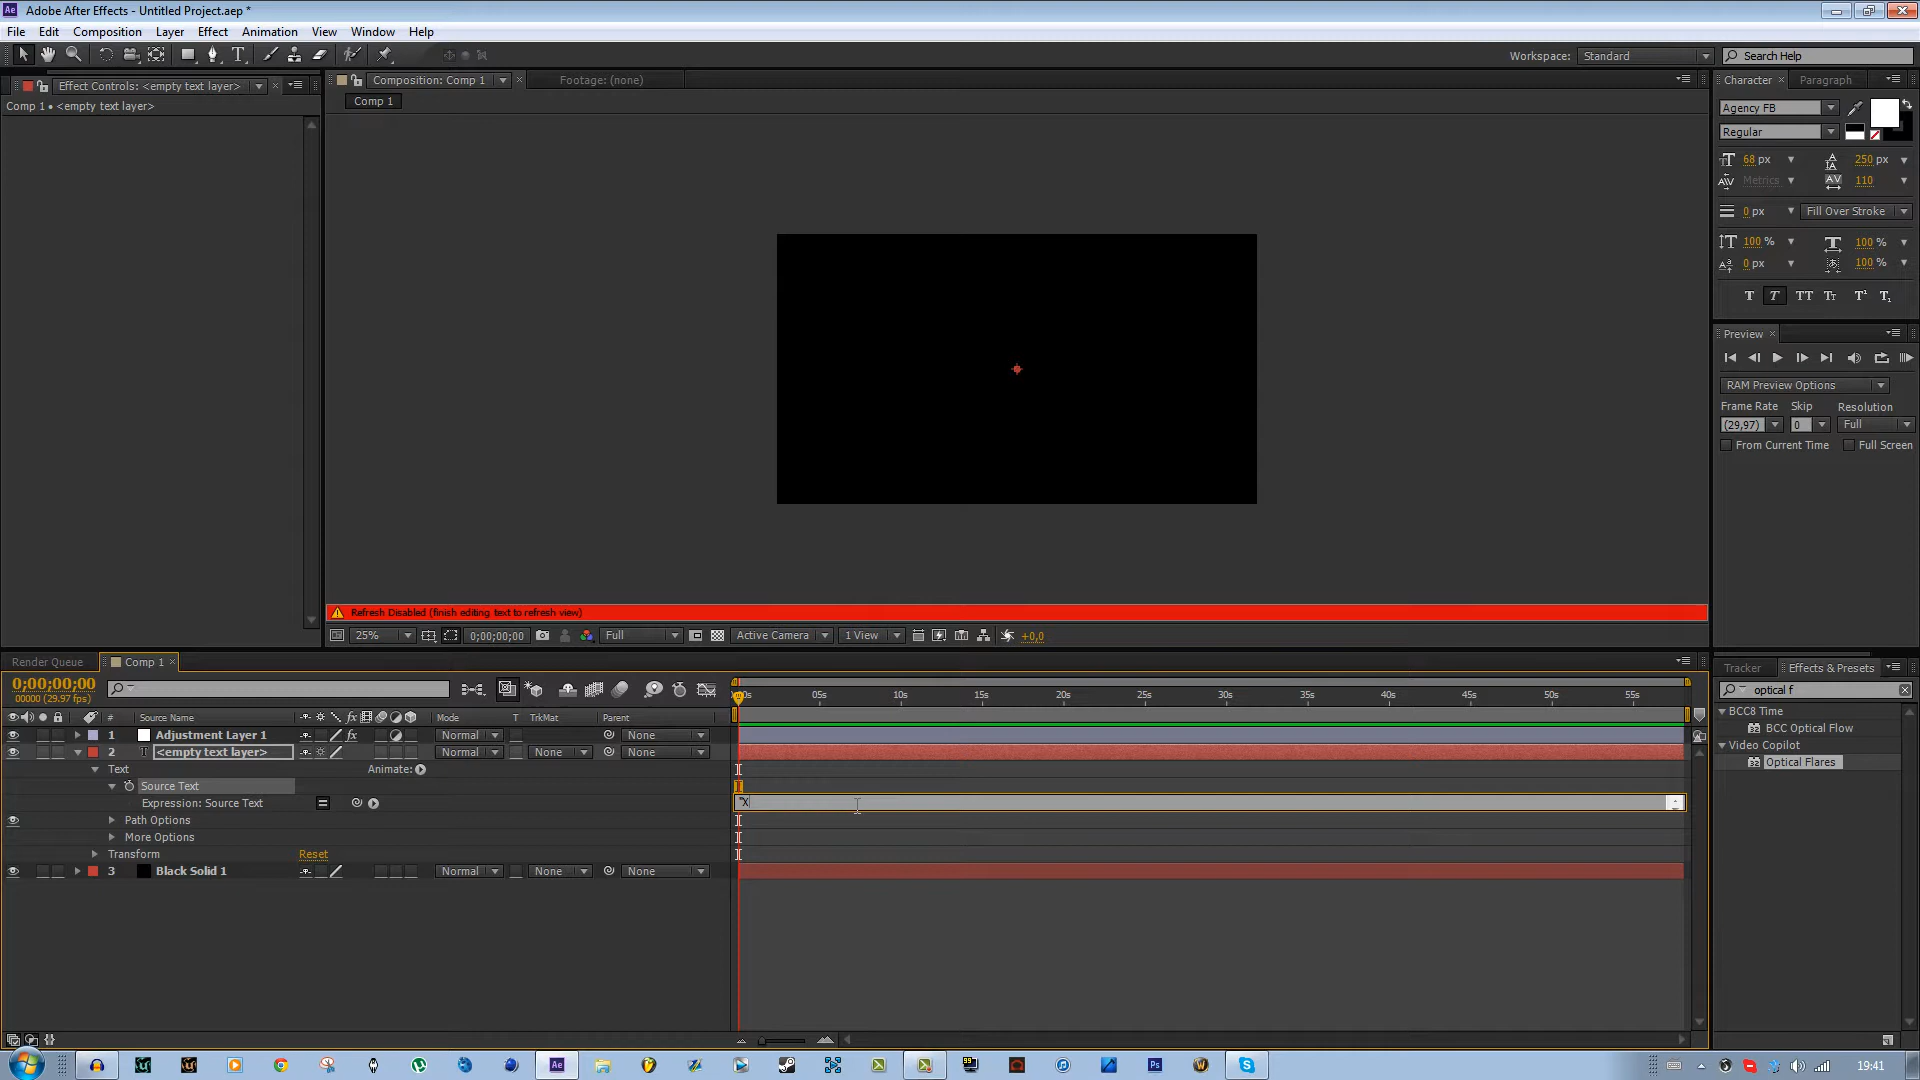 Adobe After Effects - Untitled Project.aep *
File Edit Composition Layer Effect Animation View Window Help
Workspace: Standard Search Help
Effect Controls: <empty text layer>
Comp 1 • <empty text layer>
Composition: Comp 1 Footage: (none)
Comp 1
Character Paragraph
Agency FB
Regular
68 px 250 px
Metrics 110
0 px Fill Over Stroke
100 % 100 %
0 px 100 %
T T TT Tt T¹ T₁
Preview
RAM Preview Options
Frame Rate Skip Resolution
(29,97) 0 Full
From Current Time Full Screen
Refresh Disabled (finish editing text to refresh view)
25% 0;00;00;00 Full Active Camera 1 View +0,0
Render Queue Comp 1
Tracker Effects & Presets
optical f
BCC8 Time
BCC Optical Flow
Video Copilot
Optical Flares
0;00;00;00
00000 (29.97 fps)
05s 10s 15s 20s 25s 30s 35s 40s 45s 50s 55s
# Source Name Mode T TrkMat Parent
1 Adjustment Layer 1 Normal None
2 <empty text layer> Normal None None
Text Animate:
Source Text
Expression: Source Text "X
Path Options
More Options
Transform Reset
3 Black Solid 1 Normal None None
19:41